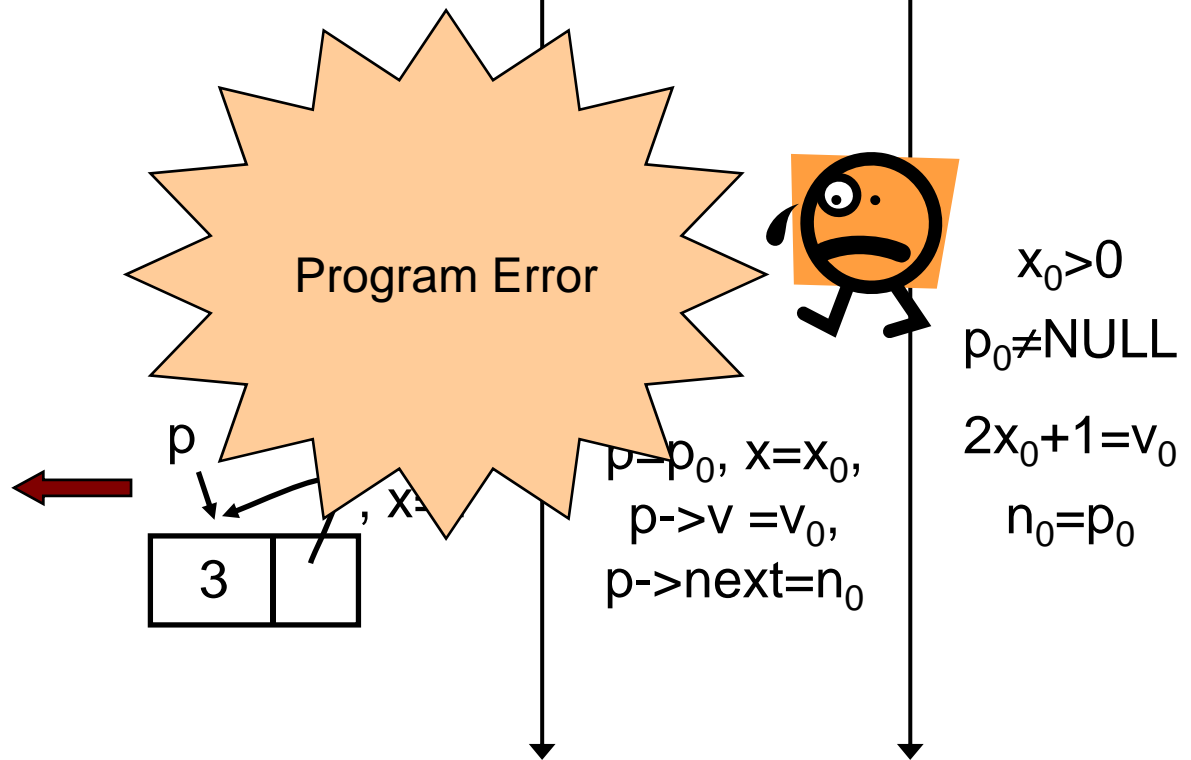 Program Error
p
, x=
3
p=p₀, x=x₀,
p->v =v₀,
p->next=n₀
x₀>0
p₀≠NULL
2x₀+1=v₀
n₀=p₀